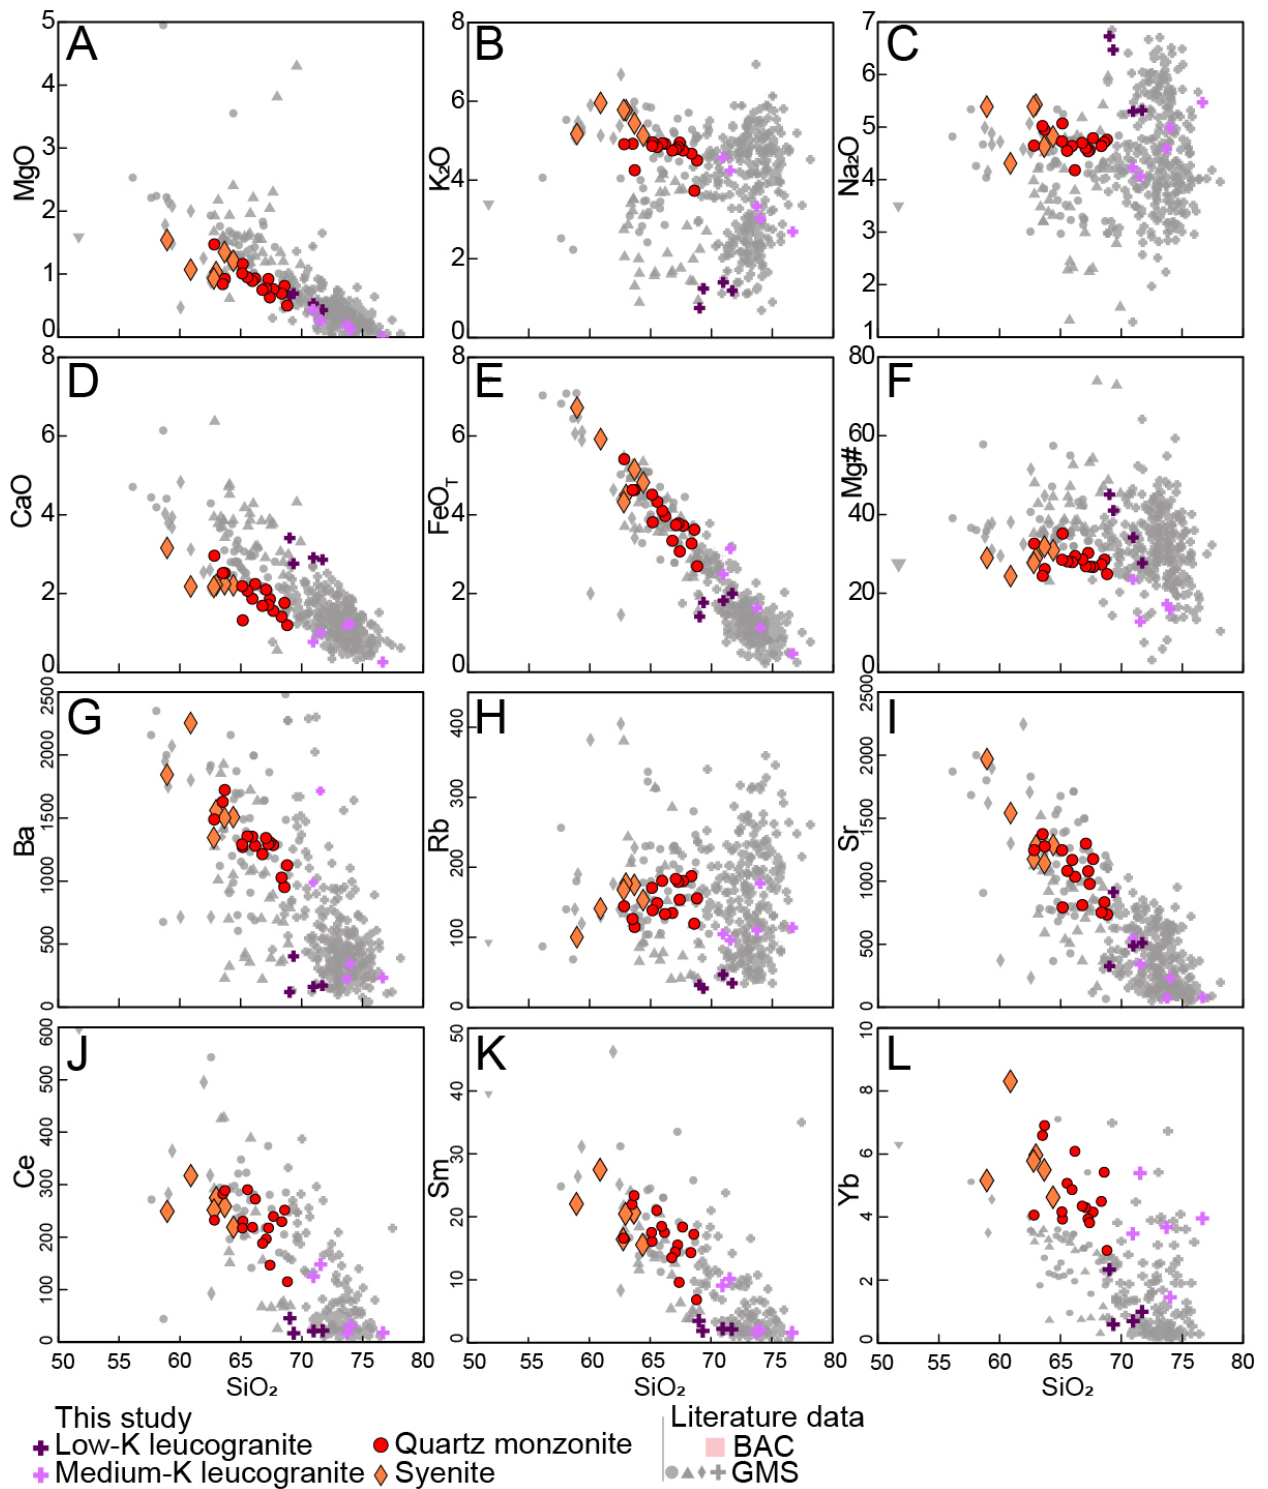 A
MgO
5
4
3
2
1
0
B
K₂O
8
6
4
2
0
C
Na₂O
7
6
5
4
3
2
1
D
CaO
8
6
4
2
0
E
FeO_T
8
6
4
2
0
F
Mg#
80
60
40
20
0
G
Ba
2500
2000
1500
1000
500
0
H
Rb
400
300
200
100
0
I
Sr
2500
2000
1500
1000
500
0
J
Ce
600
500
400
300
200
100
0
K
Sm
50
40
30
20
10
0
L
Yb
10
8
6
4
2
0
50 55 60 65 70 75 80
50 55 60 65 70 75 80
50 55 60 65 70 75 80
SiO₂ SiO₂ SiO₂
This study
Low-K leucogranite
Medium-K leucogranite
Quartz monzonite
Syenite
Literature data
BAC
GMS